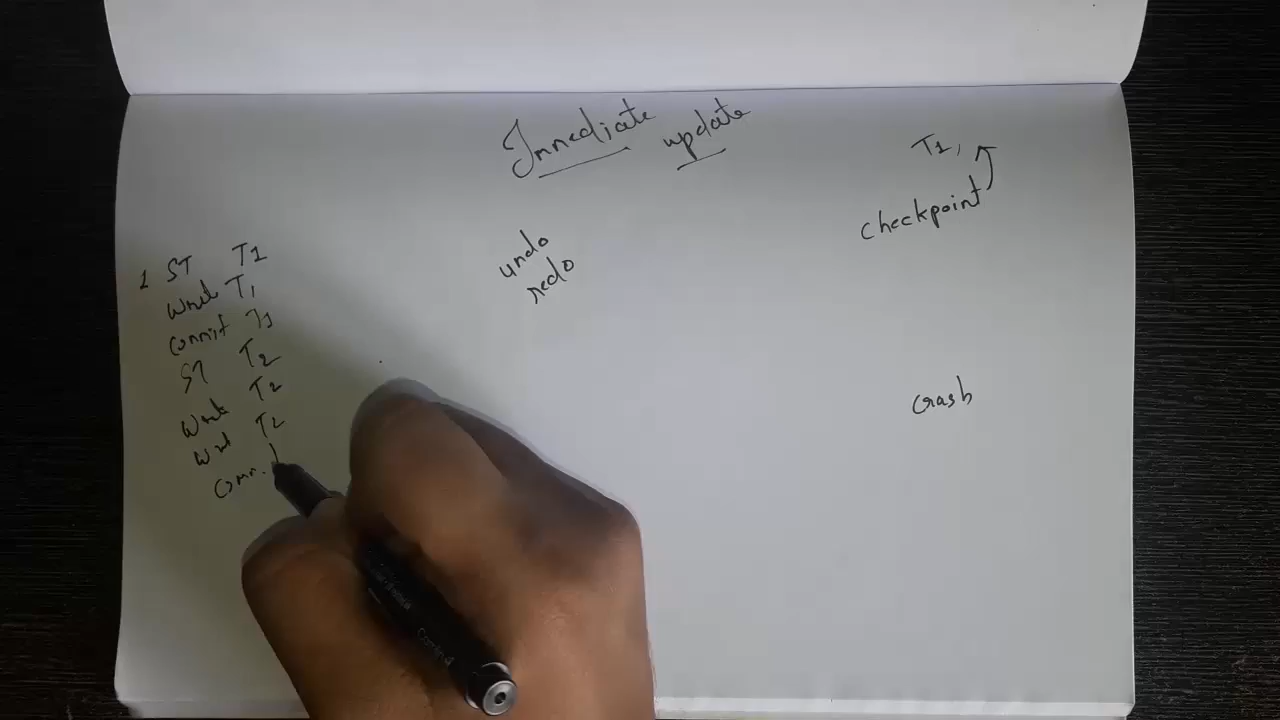 Immediate update
T1,
checkpoint
undo
redo
1 ST T1
Write T1
Commit T1
ST T2
Write T2
Wrt T2
Comm.
crash